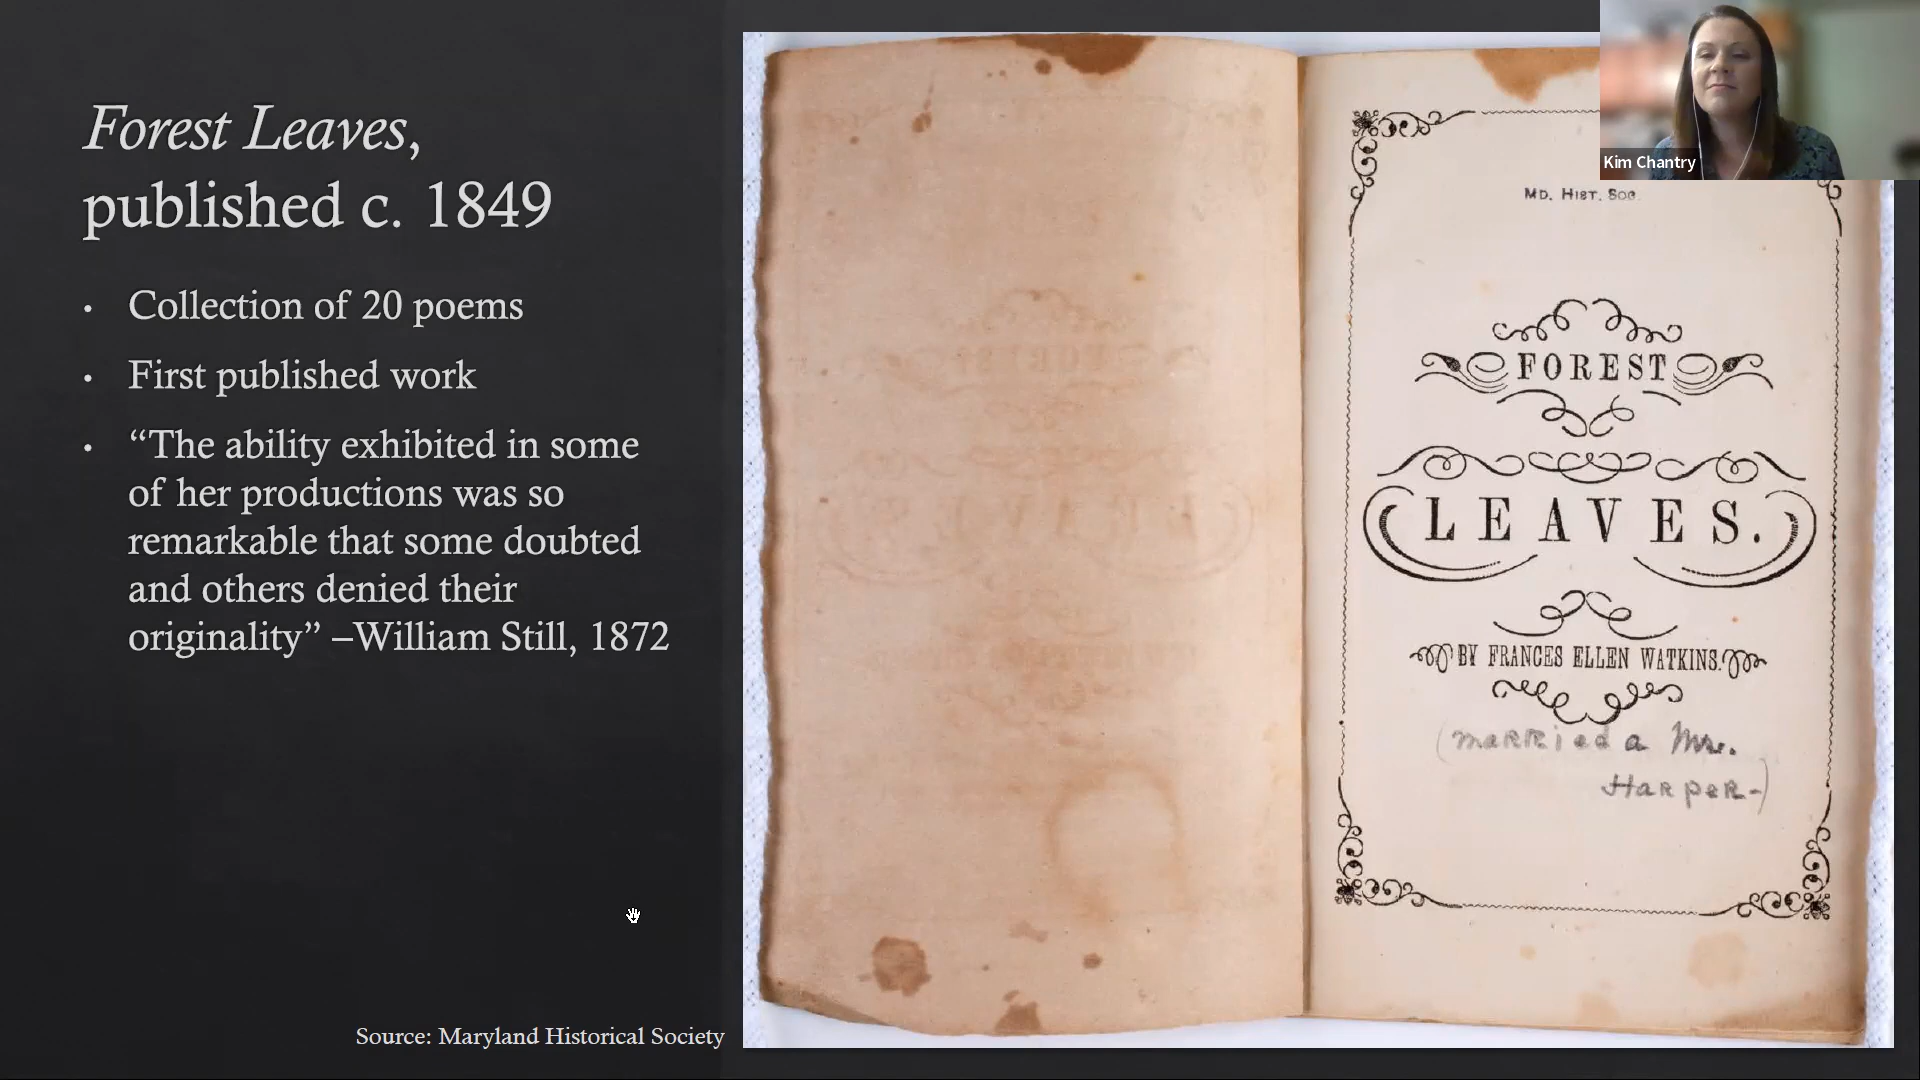 Forest Leaves,
published c. 1849
• Collection of 20 poems
• First published work
• “The ability exhibited in some
of her productions was so
remarkable that some doubted
and others denied their
originality” –William Still, 1872
Source: Maryland Historical Society
Kim Chantry
MD. HIST. SOC.
FOREST
LEAVES.
BY FRANCES ELLEN WATKINS.
(married a Mr.
Harper-)